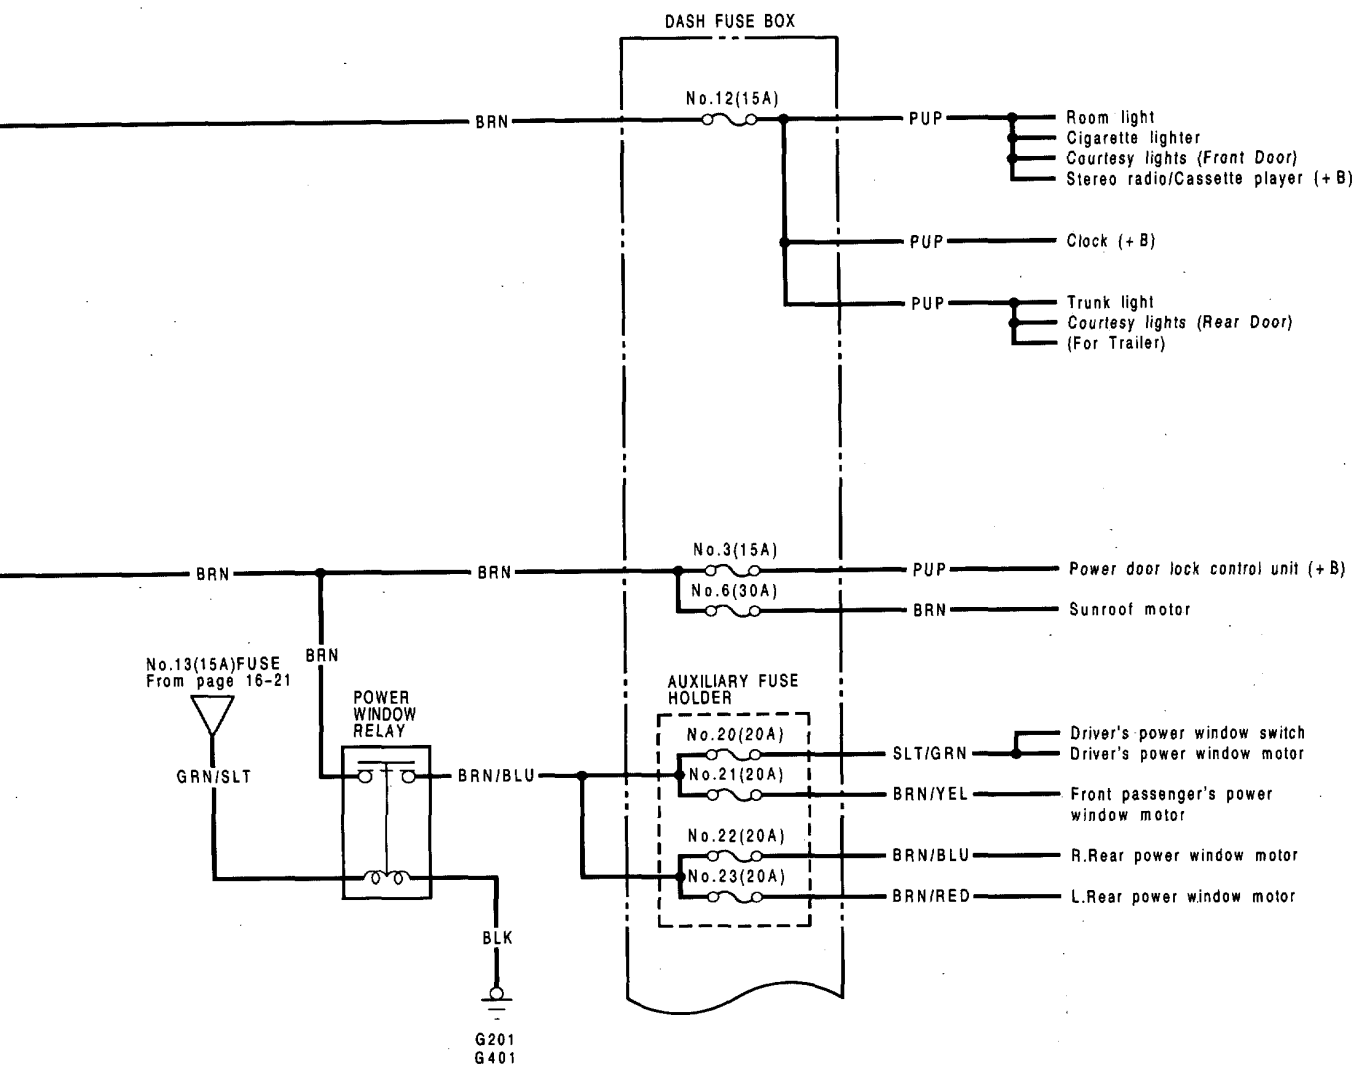 DASH FUSE BOX
No.12(15A)
BRN
PUP
Room light
Cigarette lighter
Courtesy lights (Front Door)
Stereo radio/Cassette player (+B)
PUP
Clock (+B)
PUP
Trunk light
Courtesy lights (Rear Door)
(For Trailer)
No.3(15A)
BRN
BRN
PUP
Power door lock control unit (+B)
No.6(30A)
BRN
Sunroof motor
BRN
No.13(15A)FUSE
From page 16-21
POWER
WINDOW
RELAY
AUXILIARY FUSE
HOLDER
No.20(20A)
SLT/GRN
Driver's power window switch
Driver's power window motor
GRN/SLT
BRN/BLU
No.21(20A)
BRN/YEL
Front passenger's power
window motor
No.22(20A)
BRN/BLU
R.Rear power window motor
No.23(20A)
BRN/RED
L.Rear power window motor
BLK
G201
G401